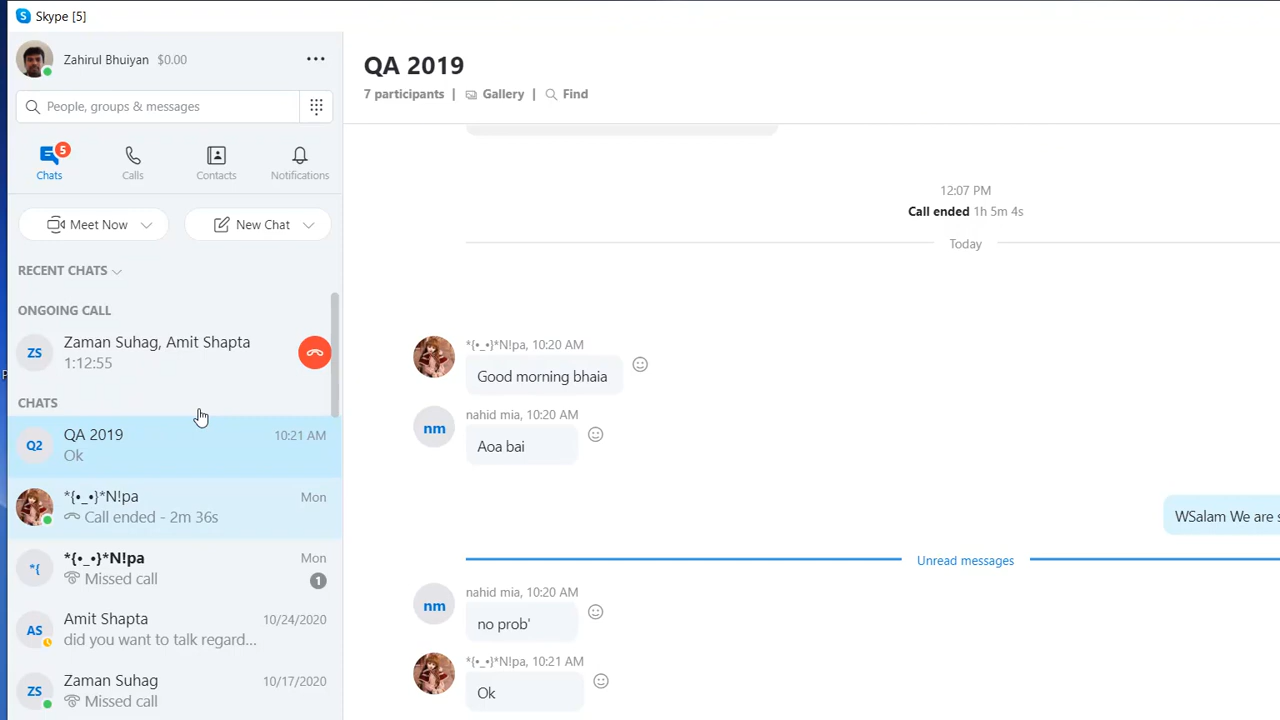 Skype [5]
Zahirul Bhuiyan $0.00
People, groups & messages
5
Chats
Calls
Contacts
Notifications
Meet Now
New Chat
RECENT CHATS
ONGOING CALL
ZS
Zaman Suhag, Amit Shapta
1:12:55
CHATS
Q2
QA 2019
10:21 AM
Ok
*{•_•}*N!pa
Mon
Call ended - 2m 36s
*{
*{•_•}*N!pa
Mon
Missed call
1
AS
Amit Shapta
10/24/2020
did you want to talk regard...
ZS
Zaman Suhag
10/17/2020
Missed call
QA 2019
7 participants | Gallery | Find
12:07 PM
Call ended 1h 5m 4s
Today
*{•_•}*N!pa, 10:20 AM
Good morning bhaia
nahid mia, 10:20 AM
nm
Aoa bai
WSalam We are s
Unread messages
nahid mia, 10:20 AM
nm
no prob'
*{•_•}*N!pa, 10:21 AM
Ok